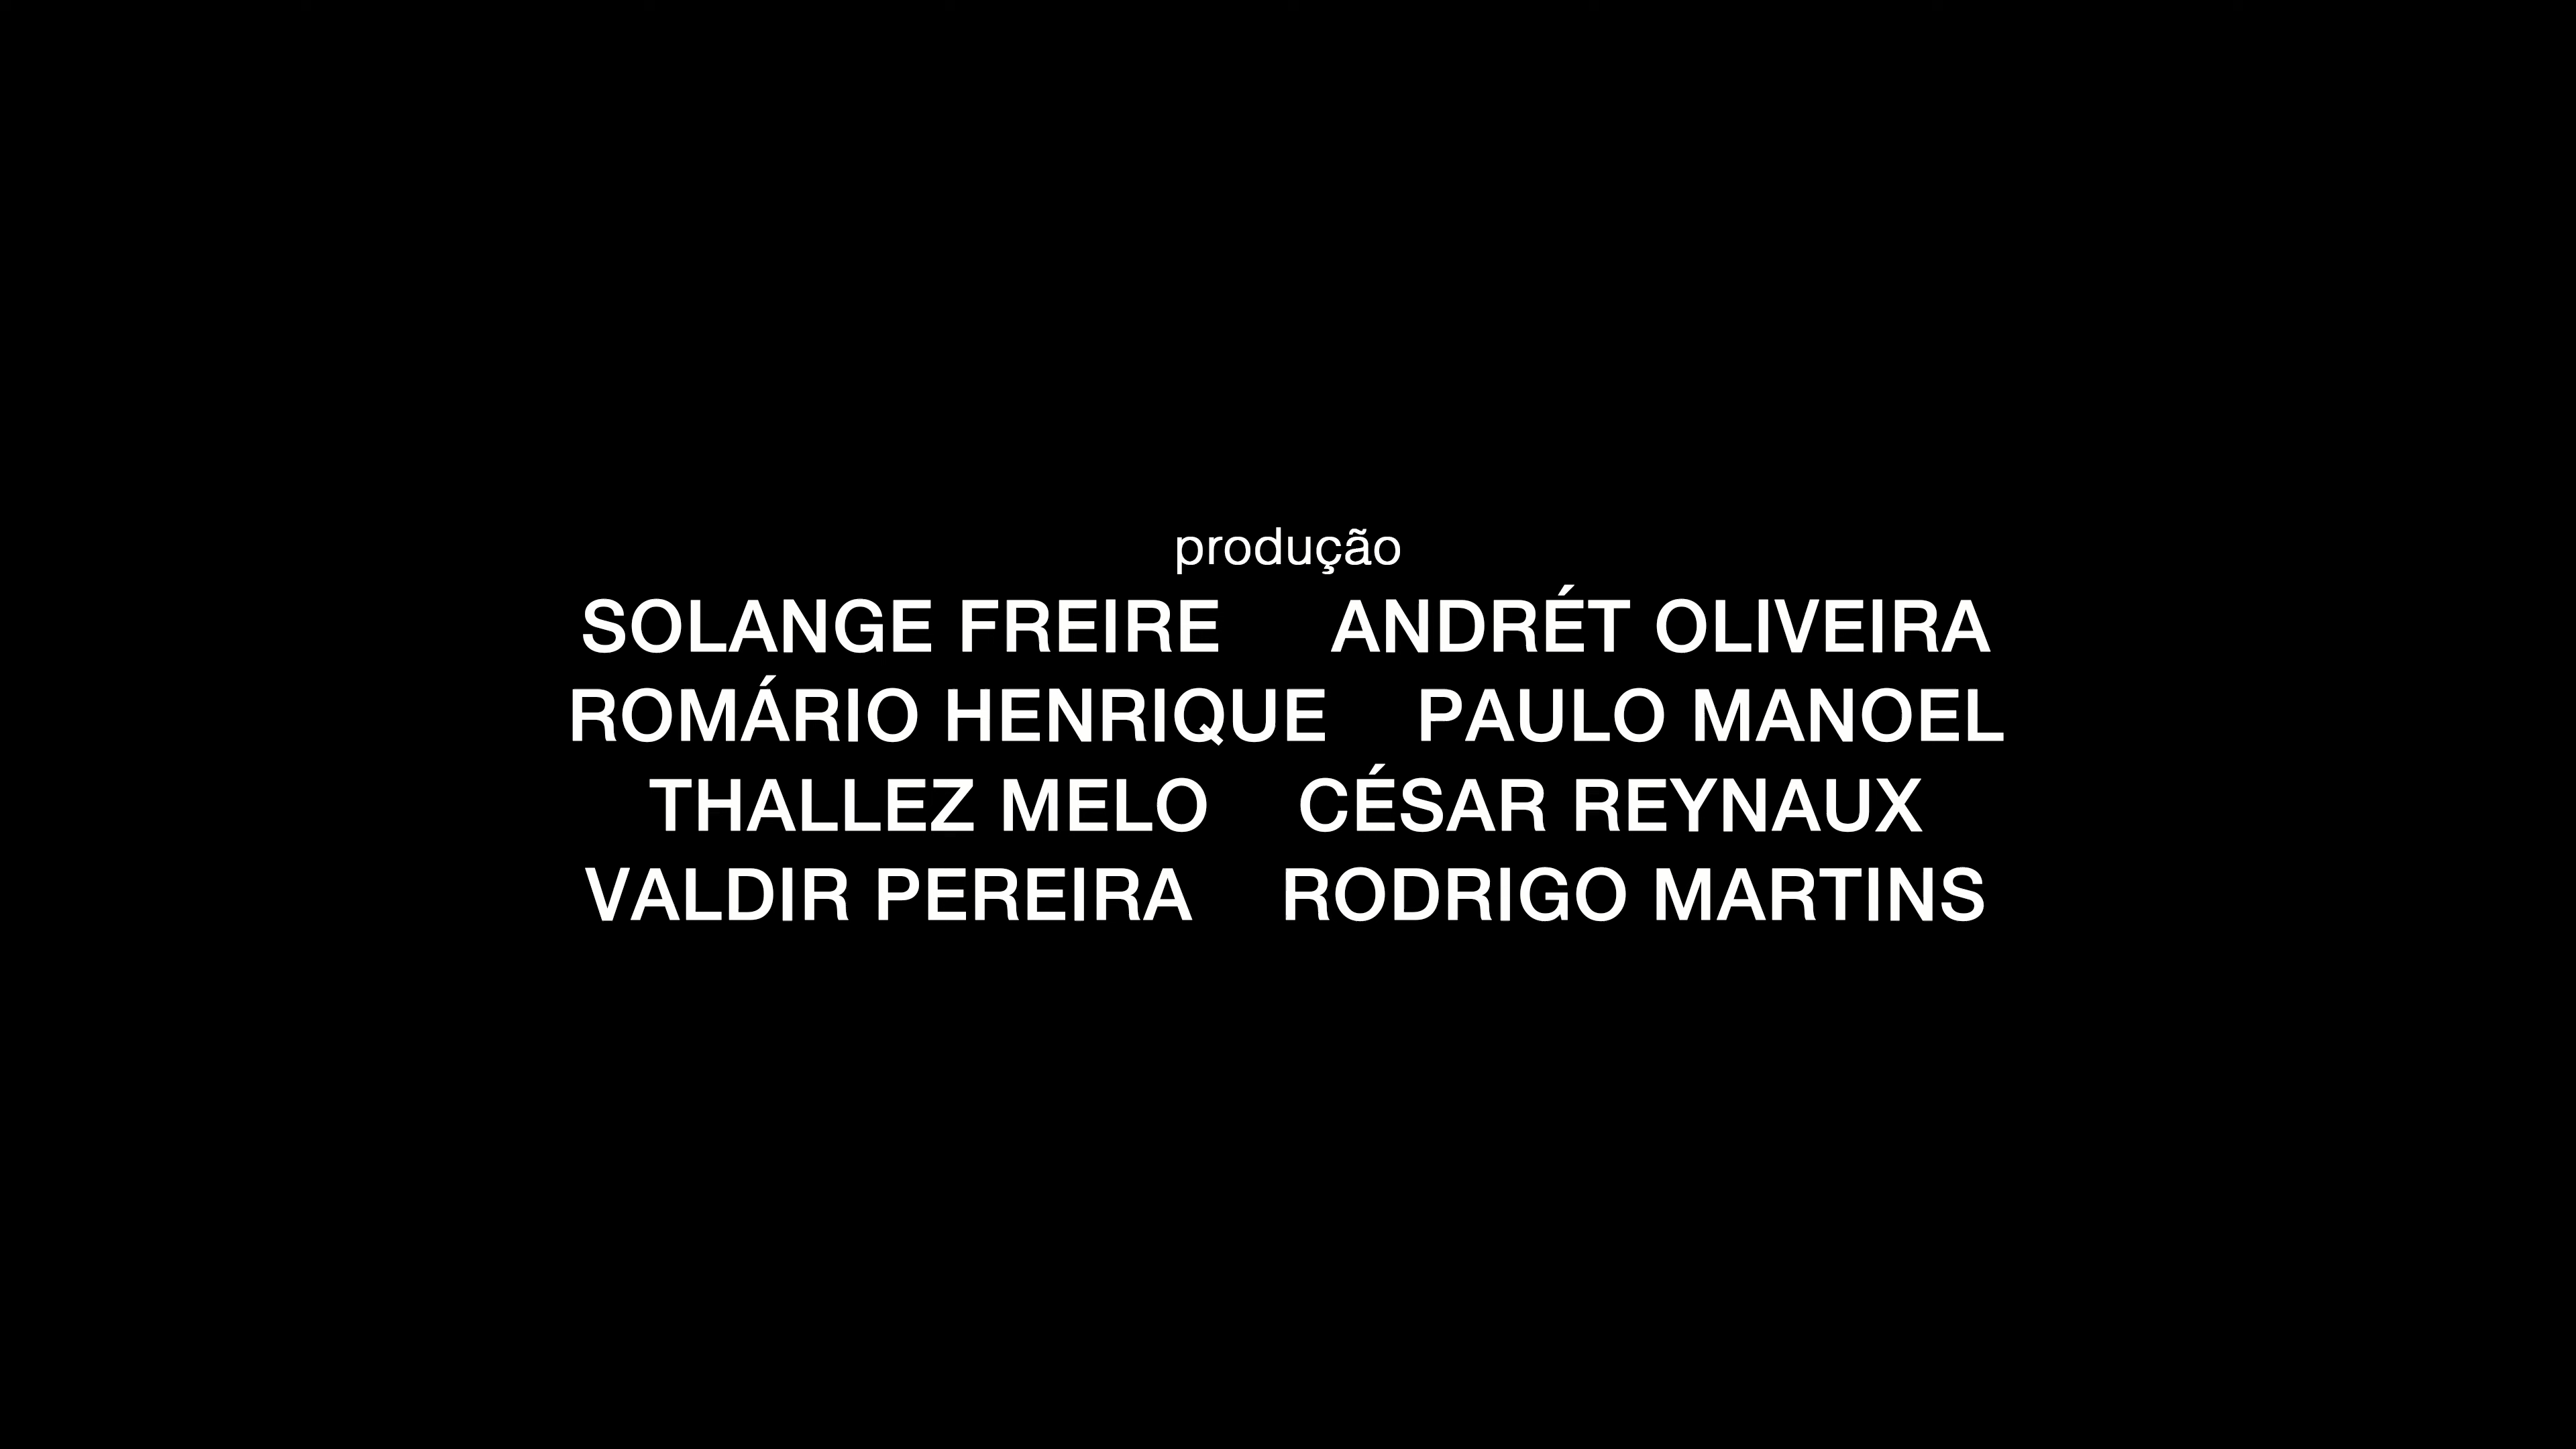 produção
SOLANGE FREIRE ANDRÉT OLIVEIRA
ROMÁRIO HENRIQUE PAULO MANOEL
THALLEZ MELO CÉSAR REYNAUX
VALDIR PEREIRA RODRIGO MARTINS